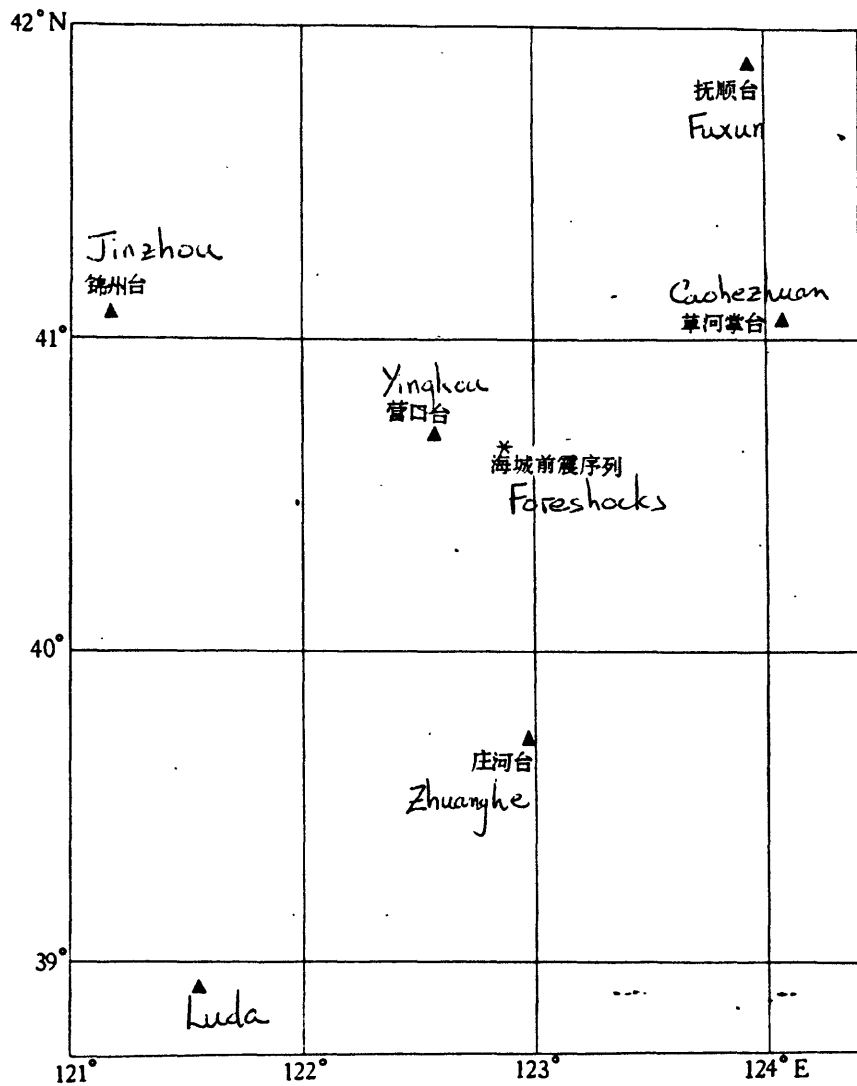 42°N
抚顺台
Fuxun
Jinzhou
锦州台
Caohezhuan
草河掌台
41°
Yingkou
营口台
海城前震序列
Foreshocks
40°
庄河台
Zhuanghe
39°
Luda
121°
122°
123°
124°E